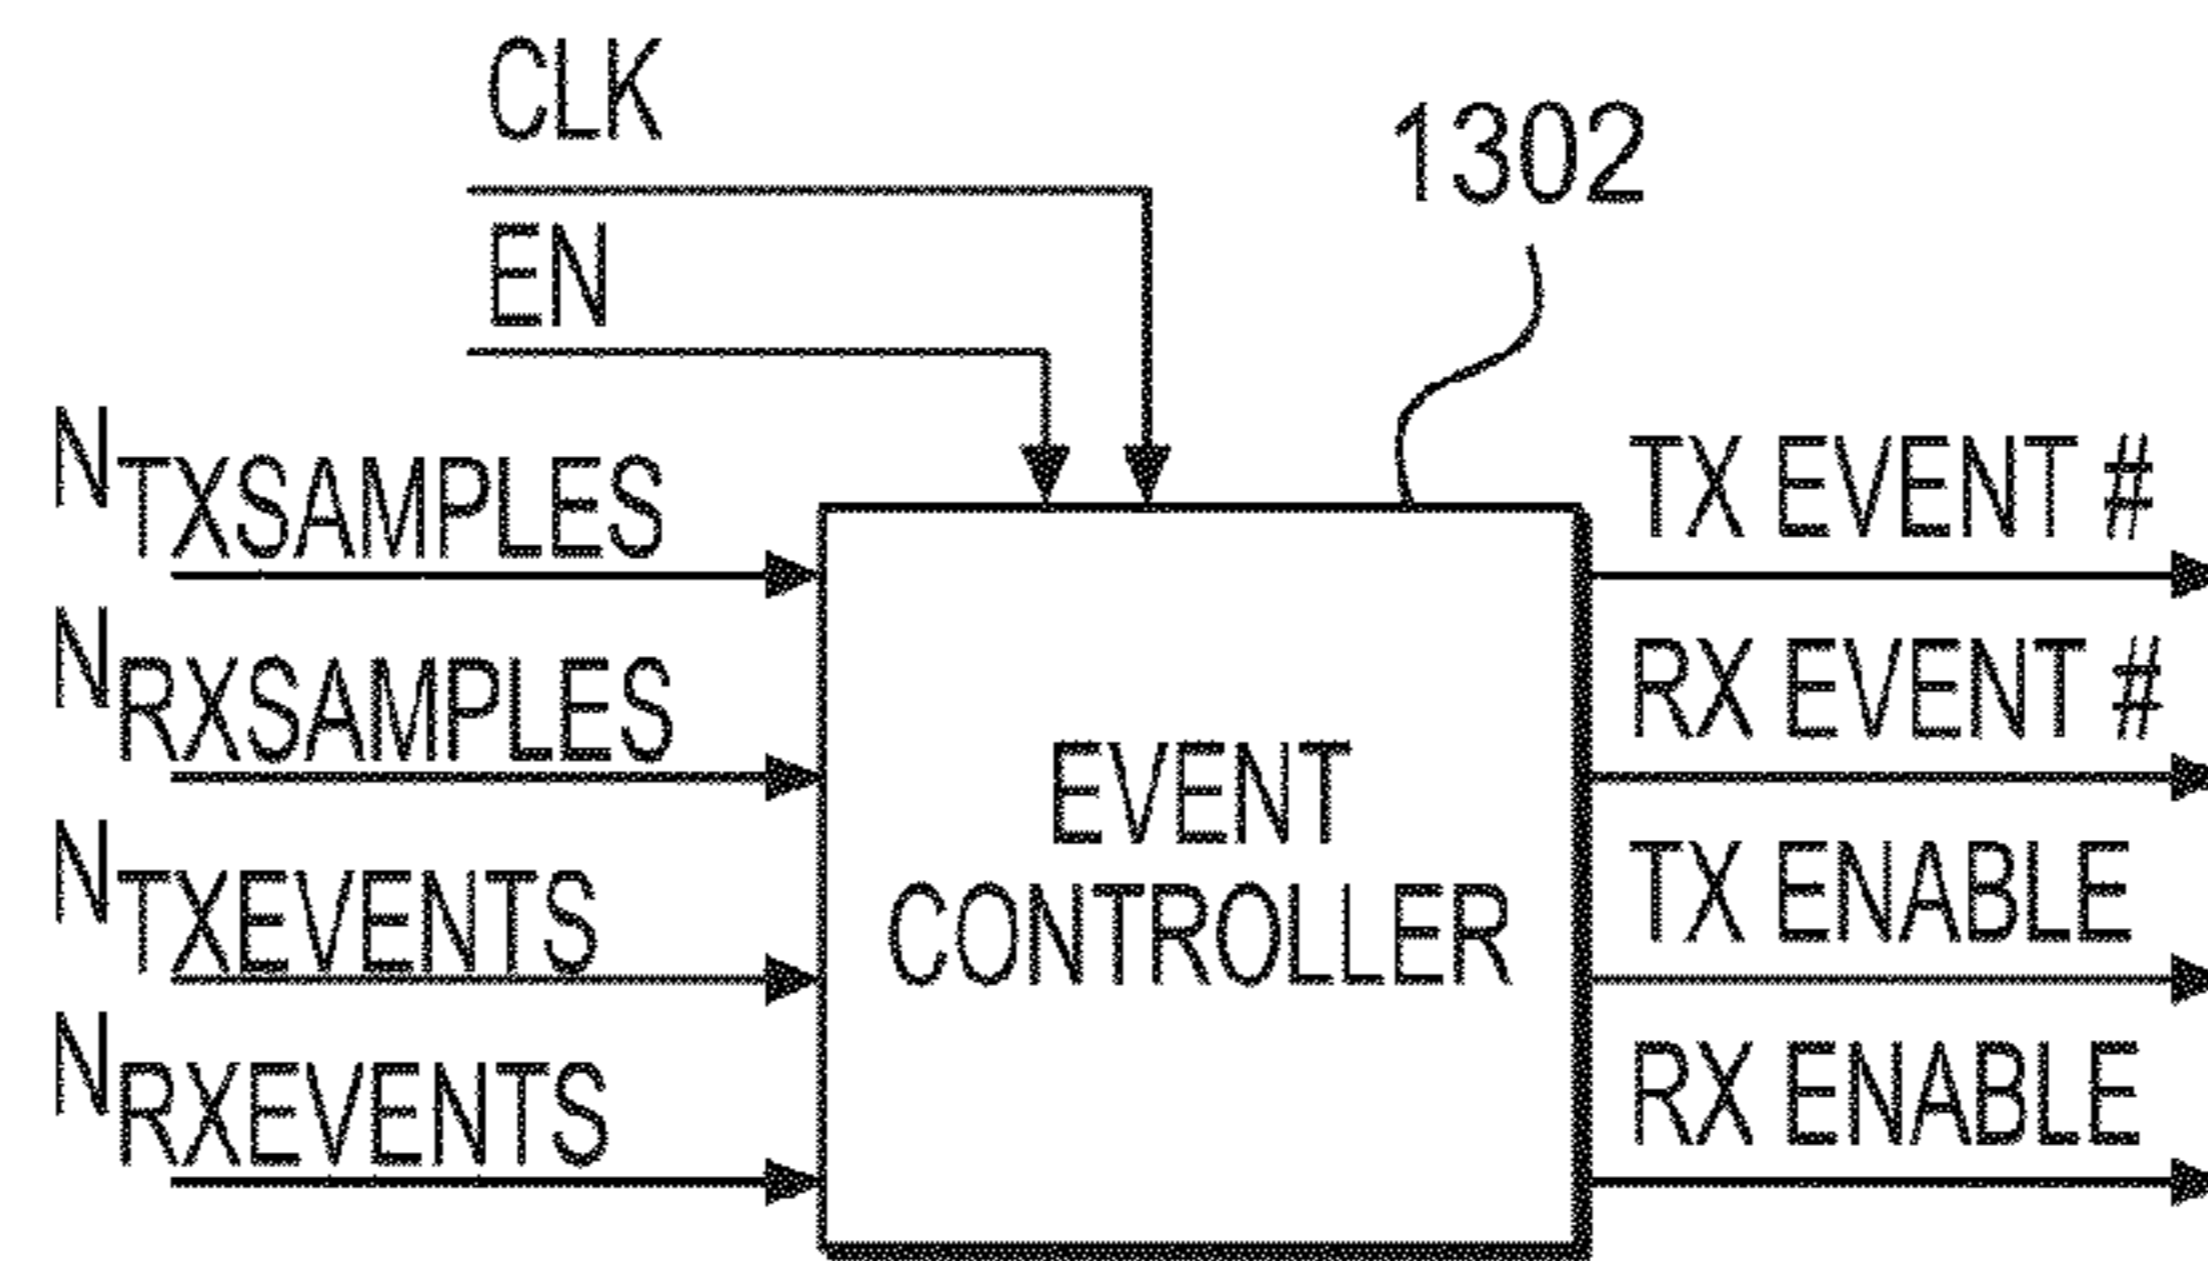 CLK
1302
EN
NTXSAMPLES
TX EVENT #
NRXSAMPLES
RX EVENT #
EVENT
CONTROLLER
NTXEVENTS
TX ENABLE
NRXEVENTS
RX ENABLE